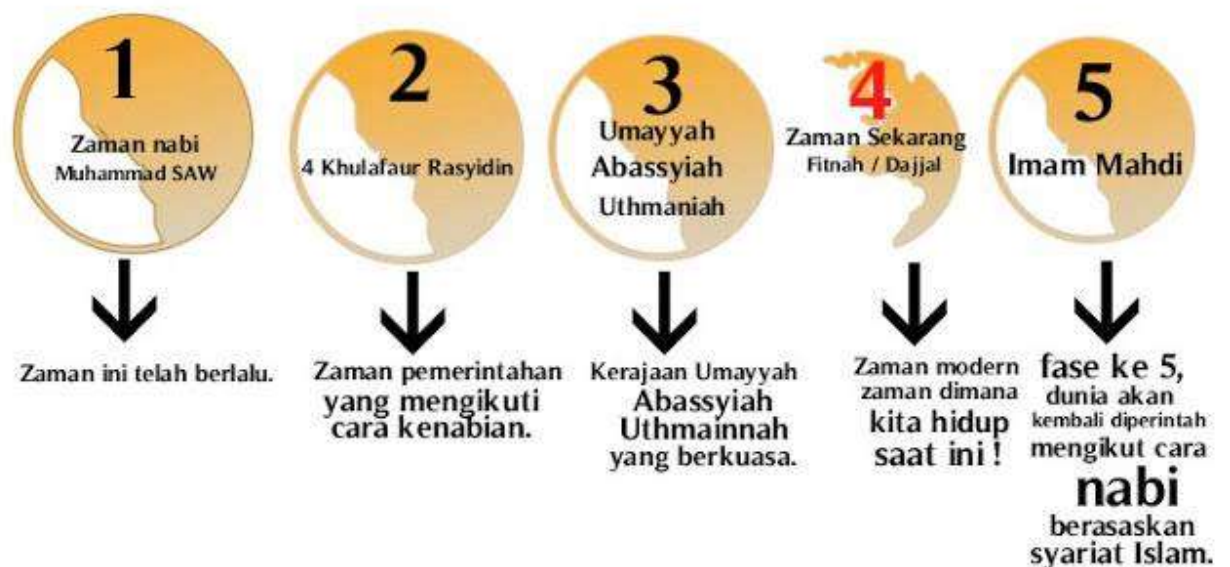 1
Zaman nabi
Muhammad SAW
2
4 Khulafaur Rasyidin
3
Umayyah
Abassyiah
Uthmaniah
4
Zaman Sekarang
Fitnah / Dajjal
5
Imam Mahdi
Zaman ini telah berlalu.
Zaman pemerintahan
yang mengikuti
cara kenabian.
Kerajaan Umayyah
Abassyiah
Uthmainnah
yang berkuasa.
Zaman modern
zaman dimana
kita hidup
saat ini !
fase ke 5,
dunia akan
kembali diperintah
mengikut cara
nabi
berasaskan
syariat Islam.